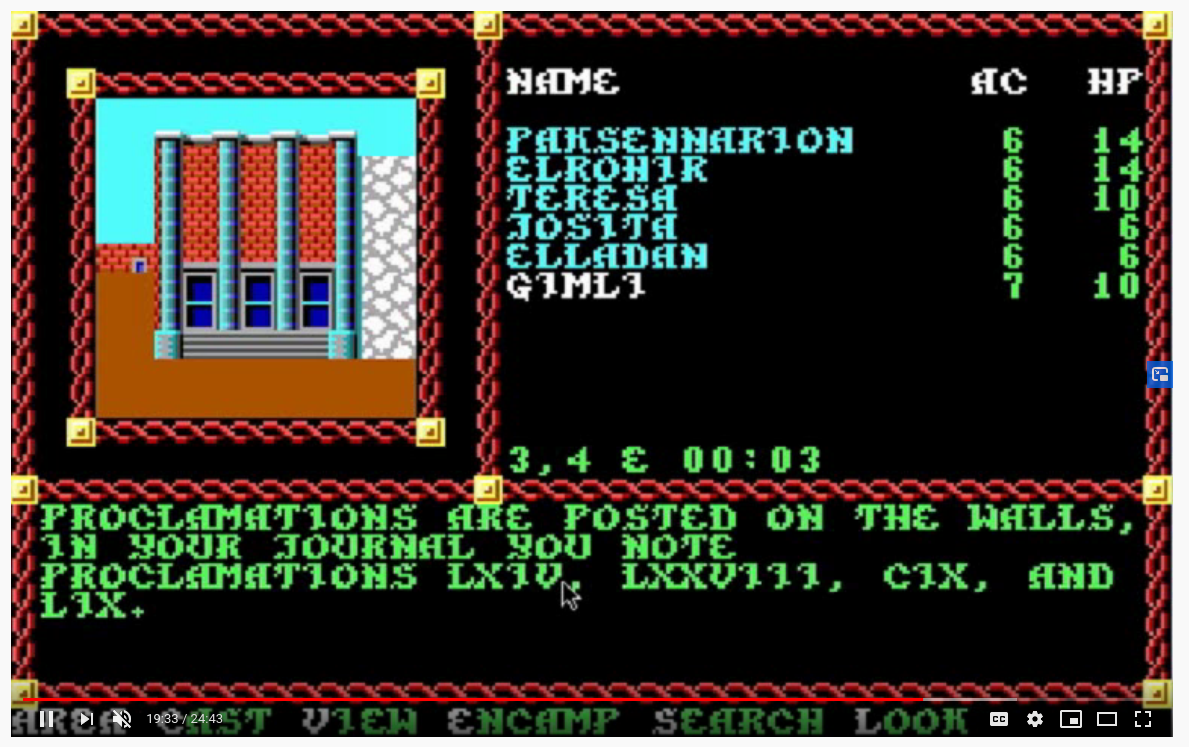 NAME AC HP
PAKSENNARION 6 14
ELROHIR 6 14
TERESA 6 10
JOSITA 6 6
ELLADAN 6 6
GIMLI 7 10
3,4 E 00:03
PROCLAMATIONS ARE POSTED ON THE WALLS,
IN YOUR JOURNAL YOU NOTE
PROCLAMATIONS LXIV, LXXVIII, CIX, AND
LIX.
AREA CAST VIEW ENCAMP SEARCH LOOK
19:33 / 24:43
CC